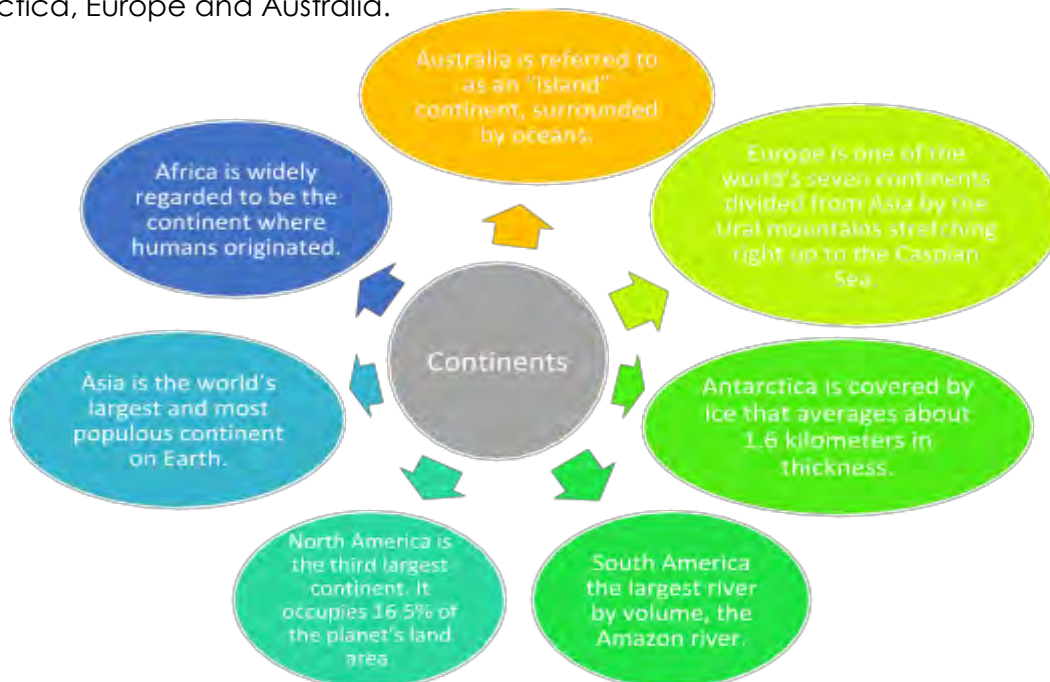 ctica, Europe and Australia.
Australia is referred to
as an "island"
continent, surrounded
by oceans.
Europe is one of the
world's seven continents
divided from Asia by the
Ural mountains stretching
right up to the Caspian
Sea.
Africa is widely
regarded to be the
continent where
humans originated.
Continents
Asia is the world's
largest and most
populous continent
on Earth.
Antarctica is covered by
ice that averages about
1.6 kilometers in
thickness.
North America is
the third largest
continent. It
occupies 16.5% of
the planet's land
area
South America
the largest river
by volume, the
Amazon river.